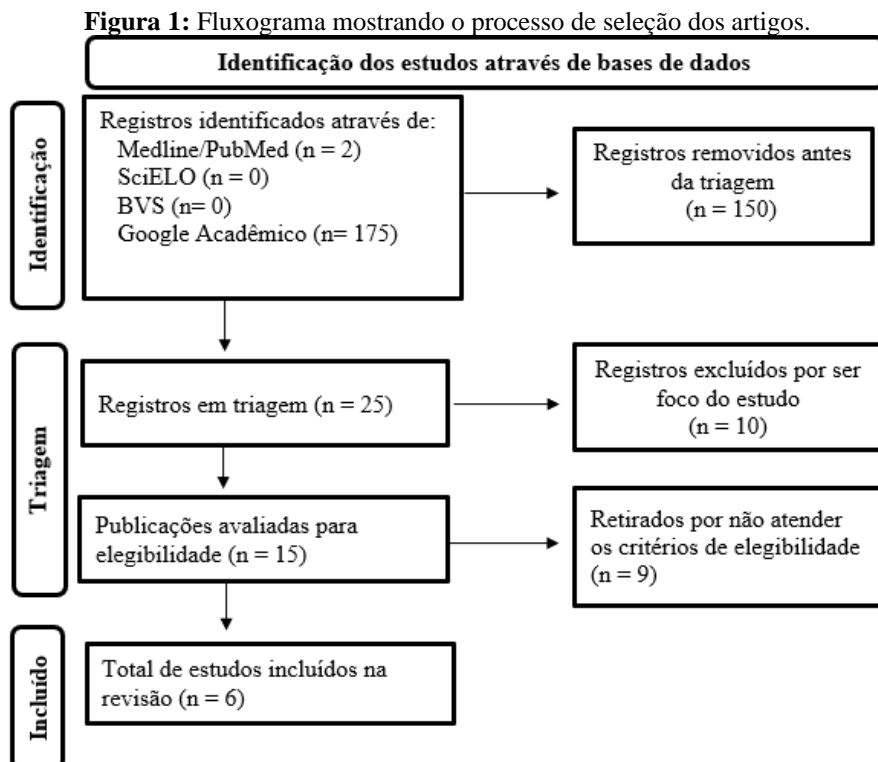 Figura 1: Fluxograma mostrando o processo de seleção dos artigos.
Identificação dos estudos através de bases de dados
Identificação
Registros identificados através de:
Medline/PubMed (n = 2)
SciELO (n = 0)
BVS (n= 0)
Google Acadêmico (n= 175)
Registros removidos antes
da triagem
(n = 150)
Triagem
Registros em triagem (n = 25)
Registros excluídos por ser
foco do estudo
(n = 10)
Publicações avaliadas para
elegibilidade (n = 15)
Retirados por não atender
os critérios de elegibilidade
(n = 9)
Incluído
Total de estudos incluídos na
revisão (n = 6)